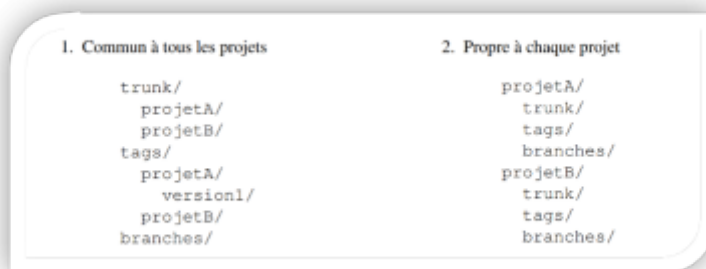 1. Commun à tous les projets
trunk/
projetA/
projetB/
tags/
projetA/
version1/
projetB/
branches/
2. Propre à chaque projet
projetA/
trunk/
tags/
branches/
projetB/
trunk/
tags/
branches/